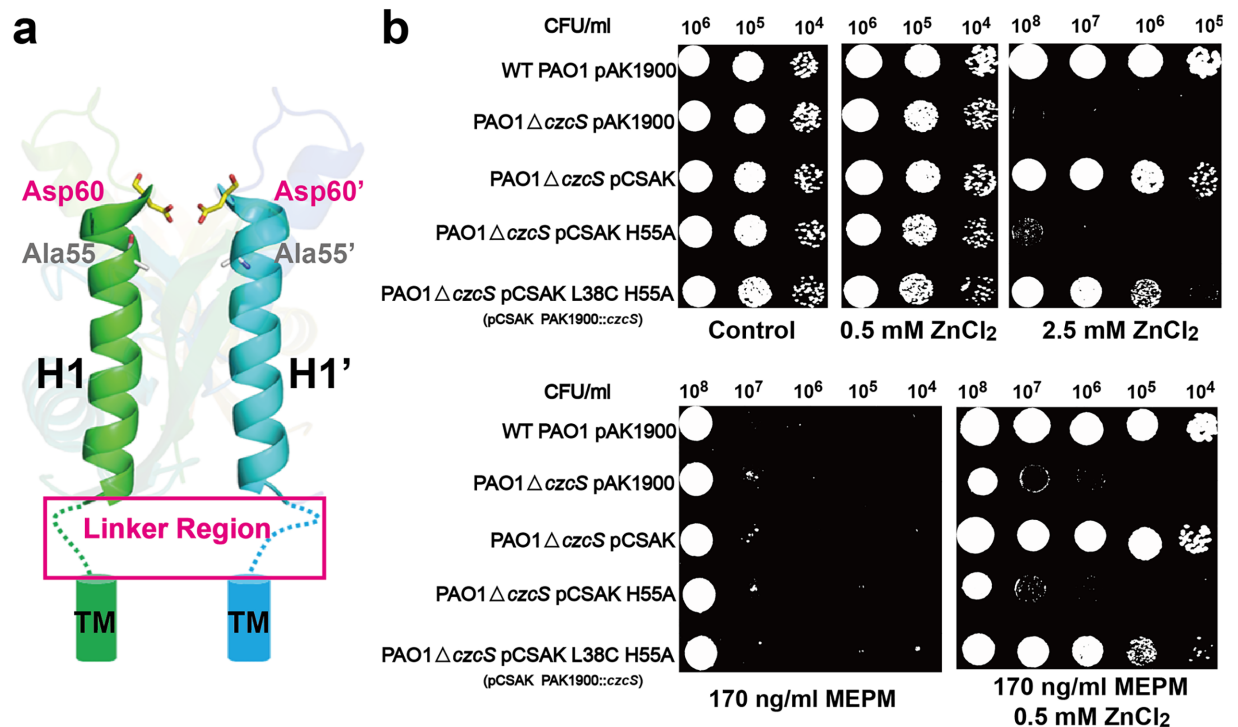 a
Asp60
Asp60’
Ala55
Ala55’
H1
H1’
Linker Region
TM
TM
b
CFU/ml
10⁶ 10⁵ 10⁴
10⁶ 10⁵ 10⁴
10⁸ 10⁷ 10⁶ 10⁵
WT PAO1 pAK1900
PAO1△czcS pAK1900
PAO1△czcS pCSAK
PAO1△czcS pCSAK H55A
PAO1△czcS pCSAK L38C H55A
(pCSAK PAK1900::czcS)
Control
0.5 mM ZnCl₂
2.5 mM ZnCl₂
CFU/ml
10⁸ 10⁷ 10⁶ 10⁵ 10⁴
10⁸ 10⁷ 10⁶ 10⁵ 10⁴
WT PAO1 pAK1900
PAO1△czcS pAK1900
PAO1△czcS pCSAK
PAO1△czcS pCSAK H55A
PAO1△czcS pCSAK L38C H55A
(pCSAK PAK1900::czcS)
170 ng/ml MEPM
170 ng/ml MEPM
0.5 mM ZnCl₂